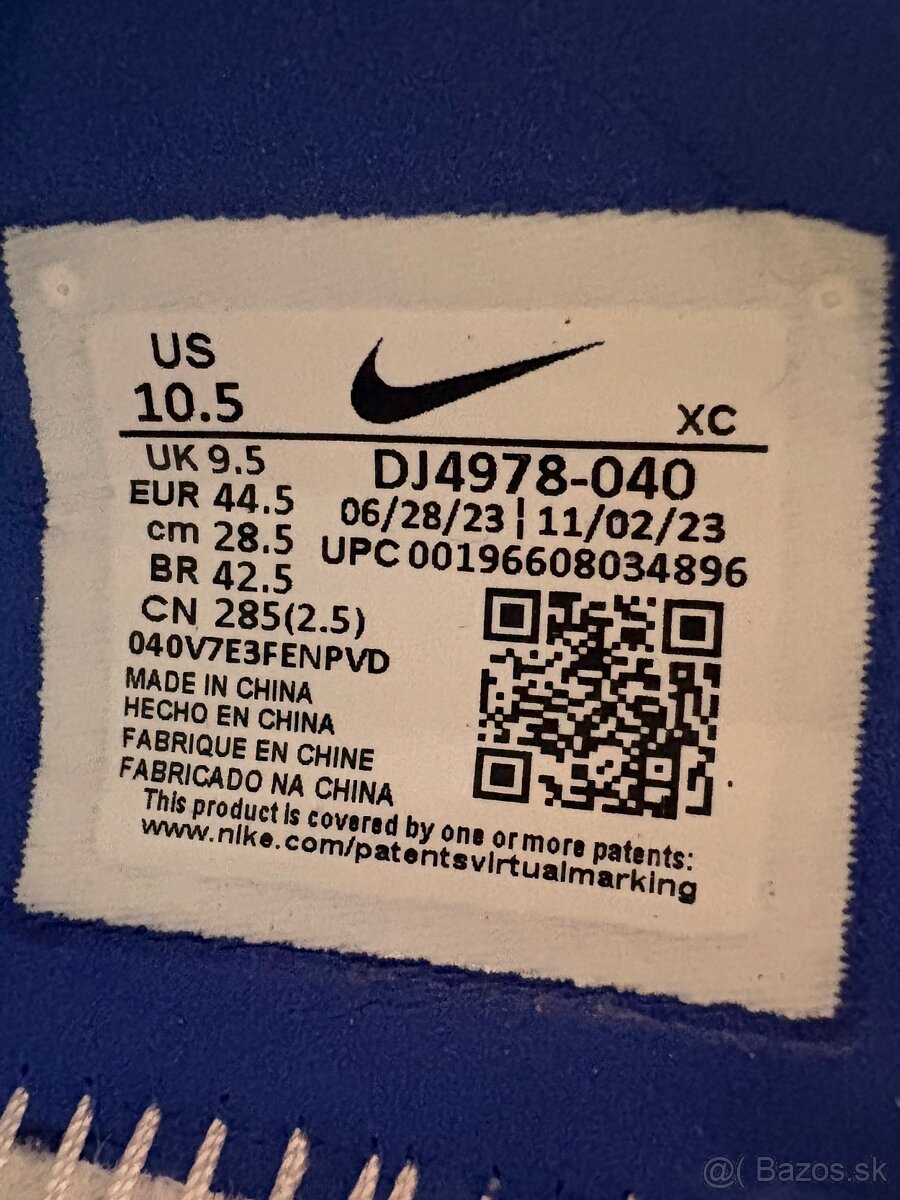 US
10.5
XC
UK 9.5
EUR 44.5
cm 28.5
BR 42.5
CN 285(2.5)
DJ4978-040
06/28/23 | 11/02/23
UPC 00196608034896
040V7E3FENPVD
MADE IN CHINA
HECHO EN CHINA
FABRIQUE EN CHINE
FABRICADO NA CHINA
This product is covered by one or more patents:
www.nike.com/patentsvirtualmarking
@( Bazos.sk